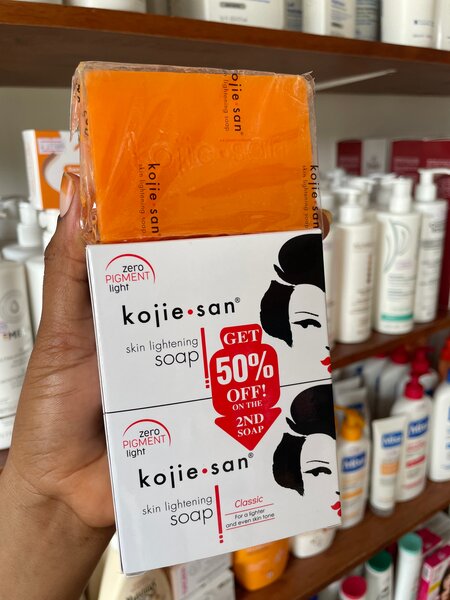 kojie san
skin lightening soap
kojie san
skin lightening soap
zero
PIGMENT
light
kojie•san®
skin lightening
soap
GET
50%
OFF!
ON THE
2ND
SOAP
zero
PIGMENT
light
kojie•san®
skin lightening
soap
Classic
For a lighter
and even skin tone